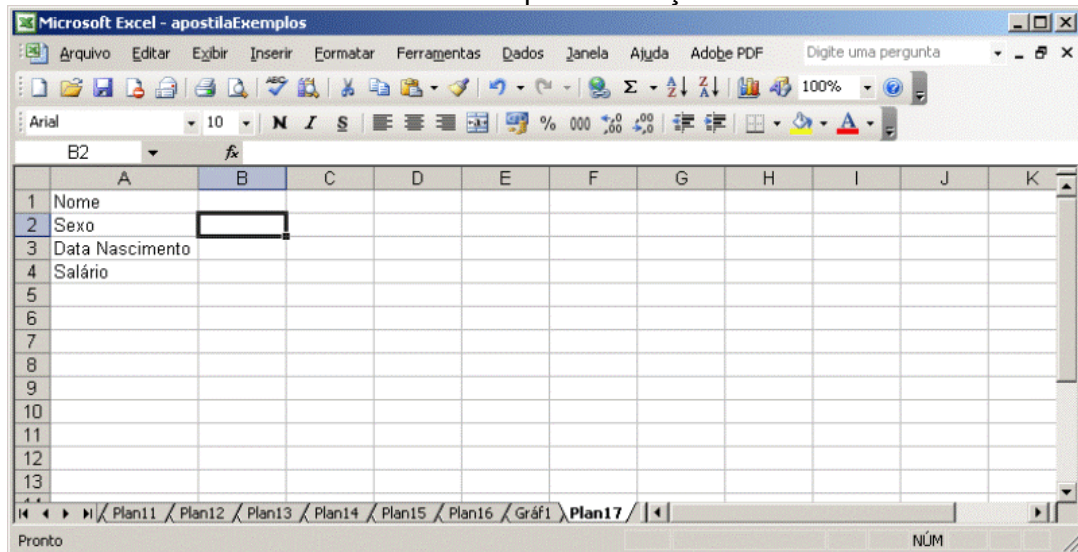 Microsoft Excel - apostilaExemplos
Arquivo Editar Exibir Inserir Formatar Ferramentas Dados Janela Ajuda Adobe PDF Digite uma pergunta
100%
Arial 10 N I S % 000
B2 fx
A B C D E F G H I J K
1 Nome
2 Sexo
3 Data Nascimento
4 Salário
5
6
7
8
9
10
11
12
13
Plan11 Plan12 Plan13 Plan14 Plan15 Plan16 Gráf1 Plan17
Pronto NÚM